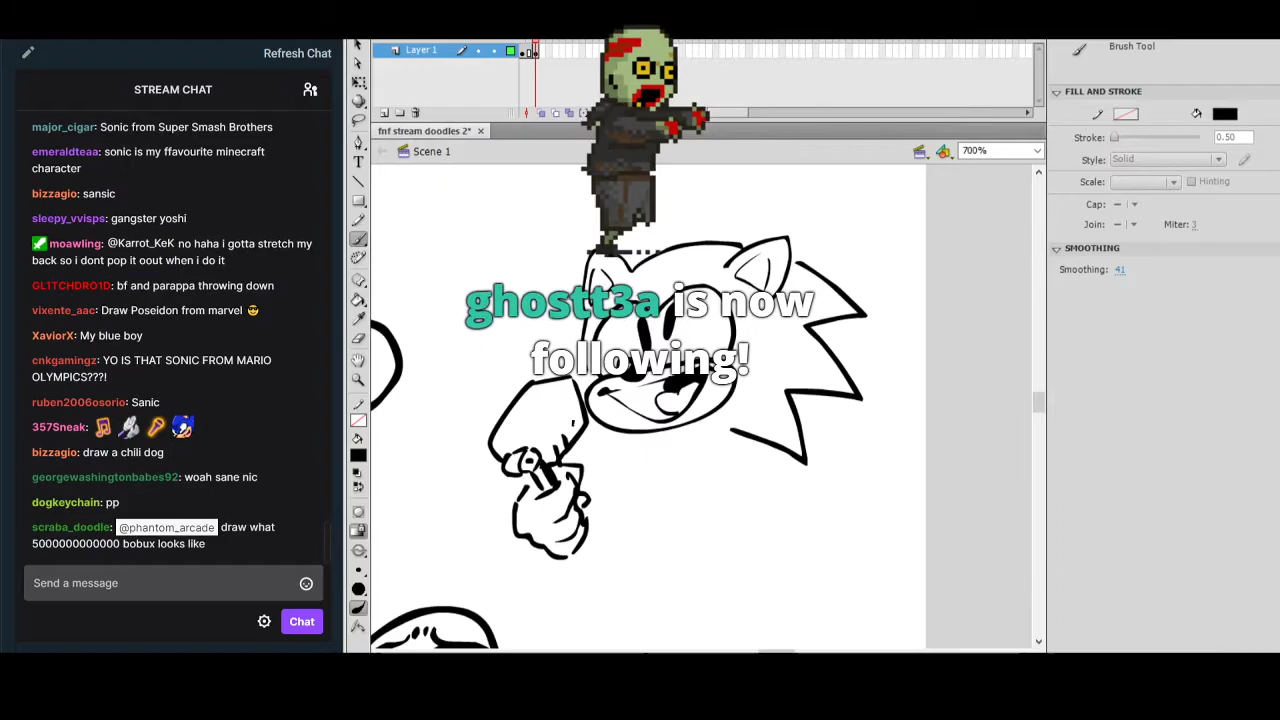 Refresh Chat
STREAM CHAT
major_cigar: Sonic from Super Smash Brothers
emeraldteaa: sonic is my ffavourite minecraft
character
bizzagio: sansic
sleepy_vvisps: gangster yoshi
moawling: @Karrot_KeK no haha i gotta stretch my
back so i dont pop it oout when i do it
GL1TCHDRO1D: bf and parappa throwing down
vixente_aac: Draw Poseidon from marvel 😎
XaviorX: My blue boy
cnkgamingz: YO IS THAT SONIC FROM MARIO
OLYMPICS???!
ruben2006osorio: Sanic
357Sneak:
bizzagio: draw a chili dog
georgewashingtonbabes92: woah sane nic
dogkeychain: pp
scraba_doodle: @phantom_arcade draw what
5000000000000 bobux looks like
Send a message
Chat
Layer 1
fnf stream doodles 2*
Scene 1
700%
ghostt3a is now
following!
Brush Tool
FILL AND STROKE
Stroke: 0.50
Style: Solid
Scale: Hinting
Cap:
Join: Miter: 3
SMOOTHING
Smoothing: 41